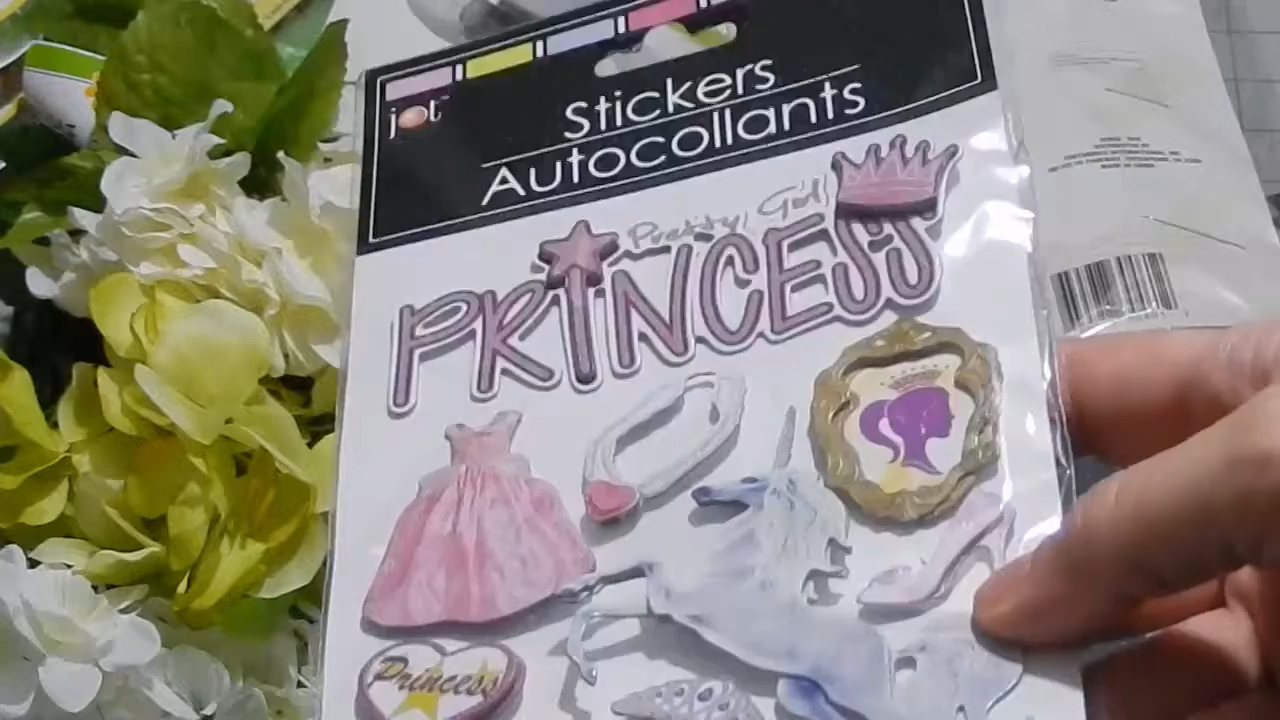 jot
Stickers
Autocollants
Pretty Girl
PRINCESS
Princess